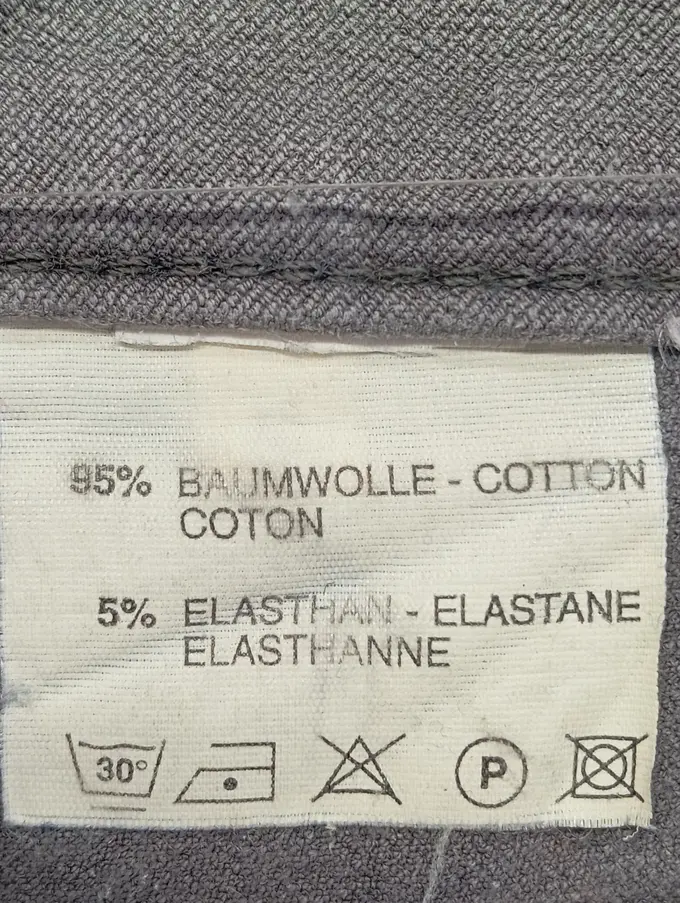 95% BAUMWOLLE - COTTON
COTON
5% ELASTHAN - ELASTANE
ELASTHANNE
30° P